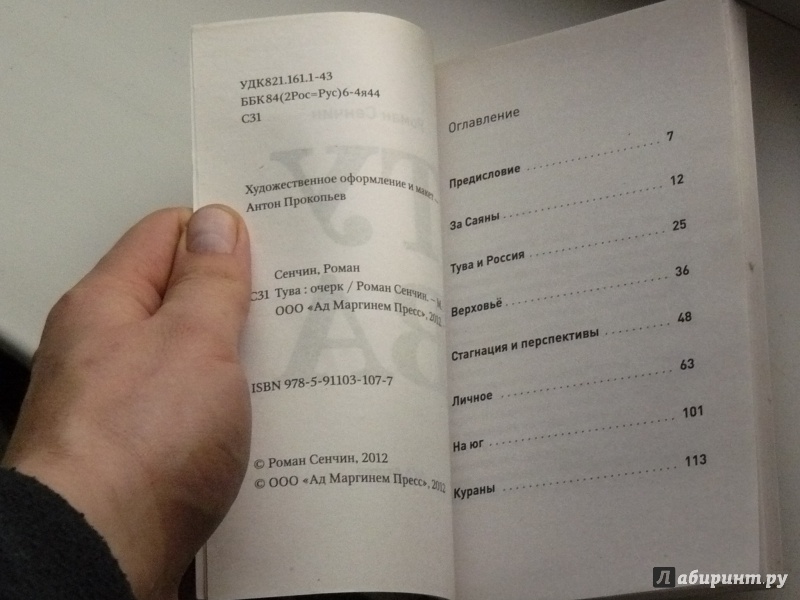 УДК821.161.1-43
ББК84(2Рос=Рус)6-4я44
С31
Художественное оформление и макет
Антон Прокопьев
Сенчин, Роман
С31 Тува : очерк / Роман Сенчин. – М.
ООО «Ад Маргинем Пресс», 2012
ISBN 978-5-91103-107-7
© Роман Сенчин, 2012
© ООО «Ад Маргинем Пресс», 2012
Оглавление
Предисловие 7
За Саяны 12
Тува и Россия 25
Верховьё 36
Стагнация и перспективы 48
Личное 63
На юг 101
Кураны 113
Лабиринт.ру